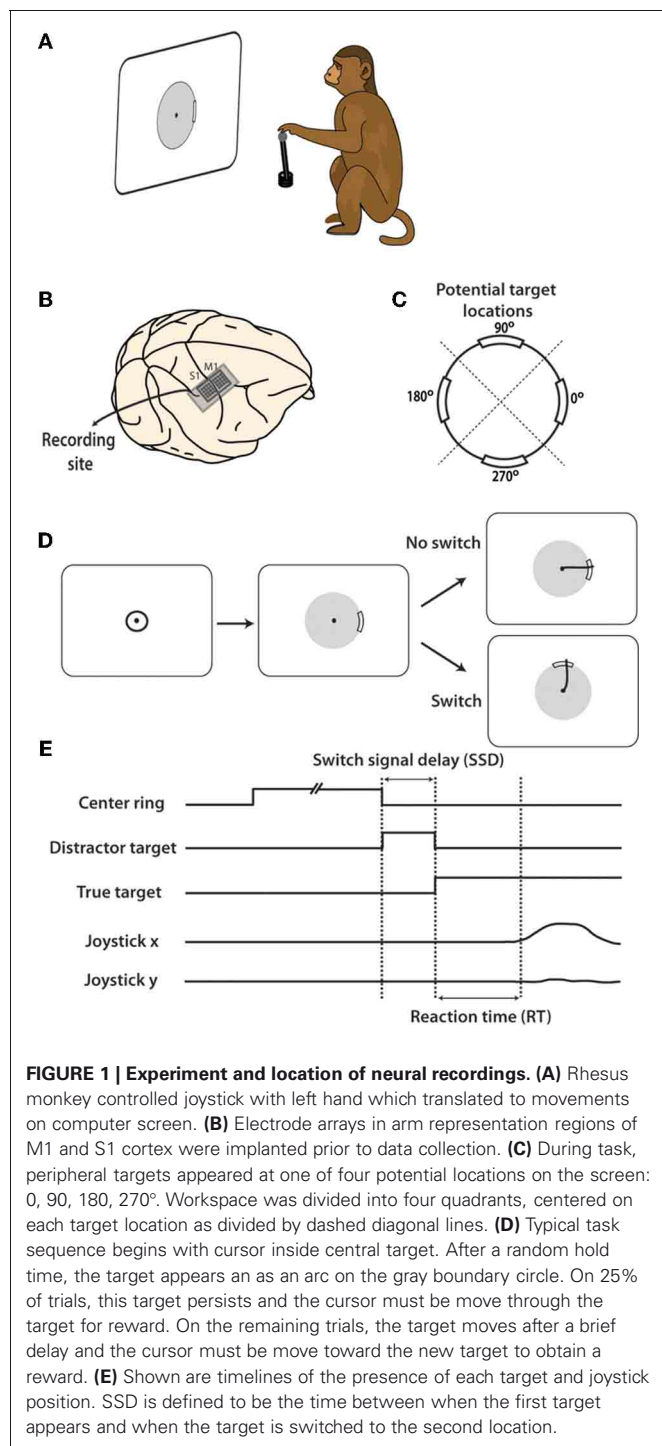 A
B
S1
M1
Recording
site
C
Potential target
locations
90º
180º
0º
270º
D
No switch
Switch
E
Switch signal delay (SSD)
Center ring
Distractor target
True target
Joystick x
Joystick y
Reaction time (RT)
FIGURE 1 | Experiment and location of neural recordings. (A) Rhesus
monkey controlled joystick with left hand which translated to movements
on computer screen. (B) Electrode arrays in arm representation regions of
M1 and S1 cortex were implanted prior to data collection. (C) During task,
peripheral targets appeared at one of four potential locations on the screen:
0, 90, 180, 270º. Workspace was divided into four quadrants, centered on
each target location as divided by dashed diagonal lines. (D) Typical task
sequence begins with cursor inside central target. After a random hold
time, the target appears an as an arc on the gray boundary circle. On 25%
of trials, this target persists and the cursor must be move through the
target for reward. On the remaining trials, the target moves after a brief
delay and the cursor must be move toward the new target to obtain a
reward. (E) Shown are timelines of the presence of each target and joystick
position. SSD is defined to be the time between when the first target
appears and when the target is switched to the second location.